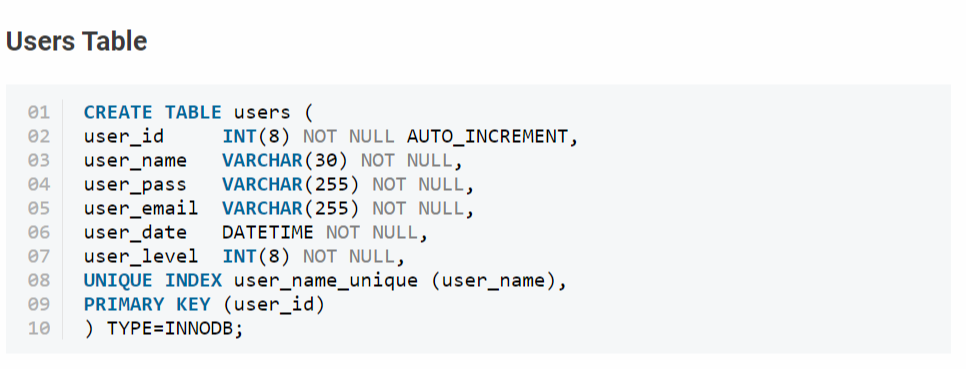 Users Table
01 CREATE TABLE users (
02 user_id     INT(8) NOT NULL AUTO_INCREMENT,
03 user_name   VARCHAR(30) NOT NULL,
04 user_pass   VARCHAR(255) NOT NULL,
05 user_email  VARCHAR(255) NOT NULL,
06 user_date   DATETIME NOT NULL,
07 user_level  INT(8) NOT NULL,
08 UNIQUE INDEX user_name_unique (user_name),
09 PRIMARY KEY (user_id)
10 ) TYPE=INNODB;